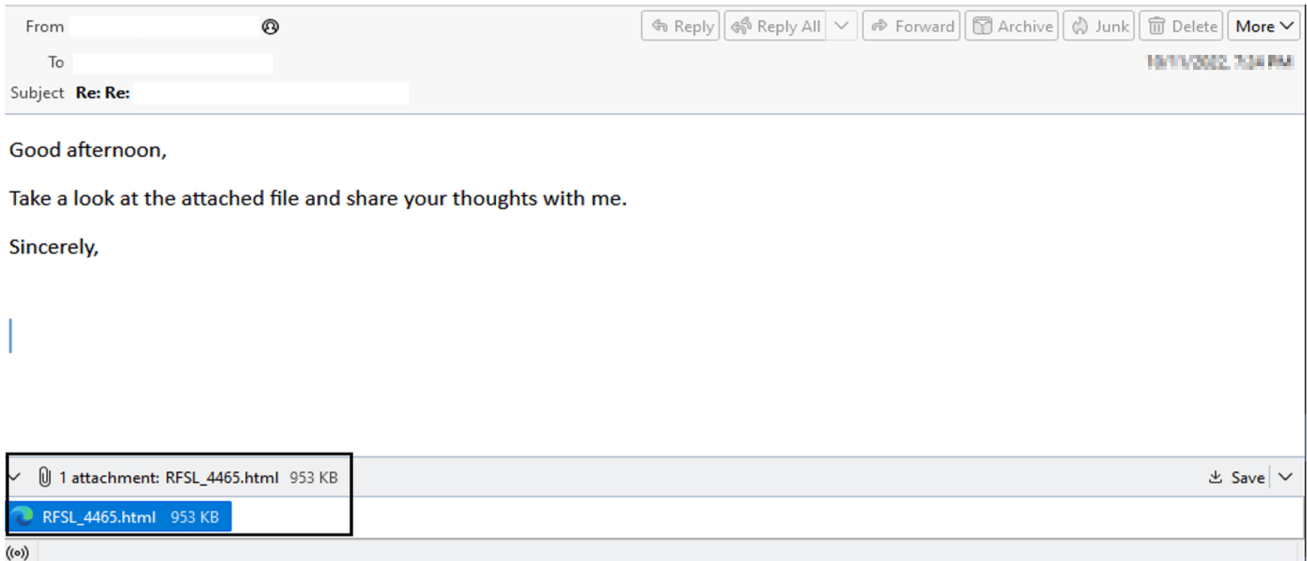 From Reply Reply All Forward Archive Junk Delete More
To
Subject Re: Re:
Good afternoon,
Take a look at the attached file and share your thoughts with me.
Sincerely,
1 attachment: RFSL_4465.html 953 KB Save
RFSL_4465.html 953 KB